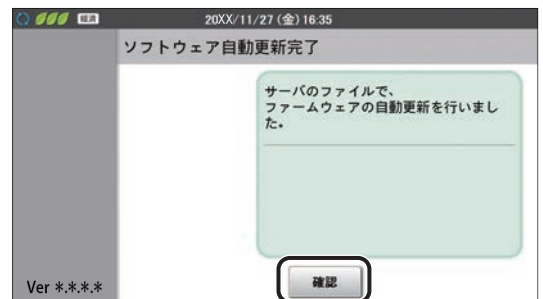 経済 20XX/11/27 (金) 16:35
ソフトウェア自動更新完了
サーバのファイルで、
ファームウェアの自動更新を行いまし
た。
確認
Ver *.*.*.*